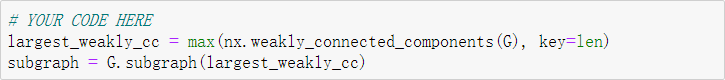 # YOUR CODE HERE
largest_weakly_cc = max(nx.weakly_connected_components(G), key=len)
subgraph = G.subgraph(largest_weakly_cc)